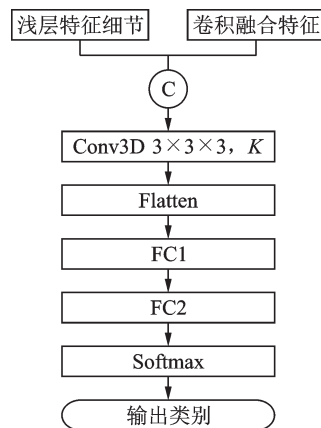 浅层特征细节 卷积融合特征
C
Conv3D 3×3×3，K
Flatten
FC1
FC2
Softmax
输出类别